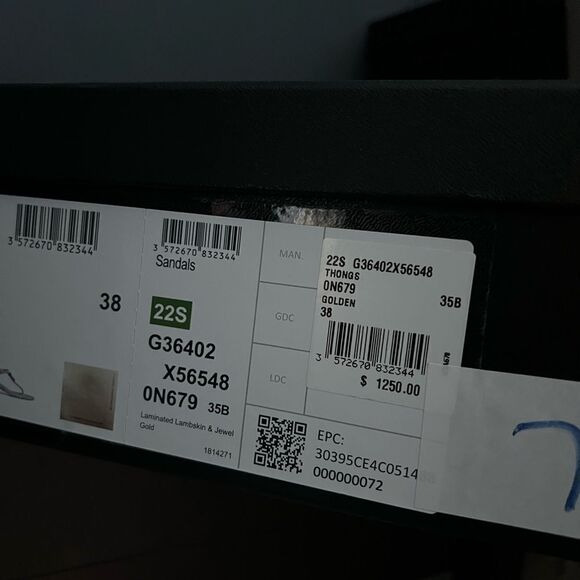 3 572670 832344
38
3 572670 832344
Sandals
22S
G36402
X56548
0N679 35B
Laminated Lambskin & Jewel
Gold
1814271
MAN.
GDC
LDC
22S G36402X56548
THONGS
0N679 35B
GOLDEN
38
3 572670 832344
$ 1250.00
EPC:
30395CE4C0514
000000072